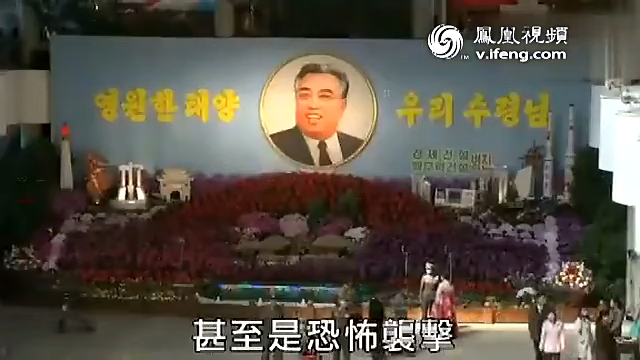 鳳凰視頻
v.ifeng.com
영원한 태양 우리 수령님
甚至是恐怖襲擊